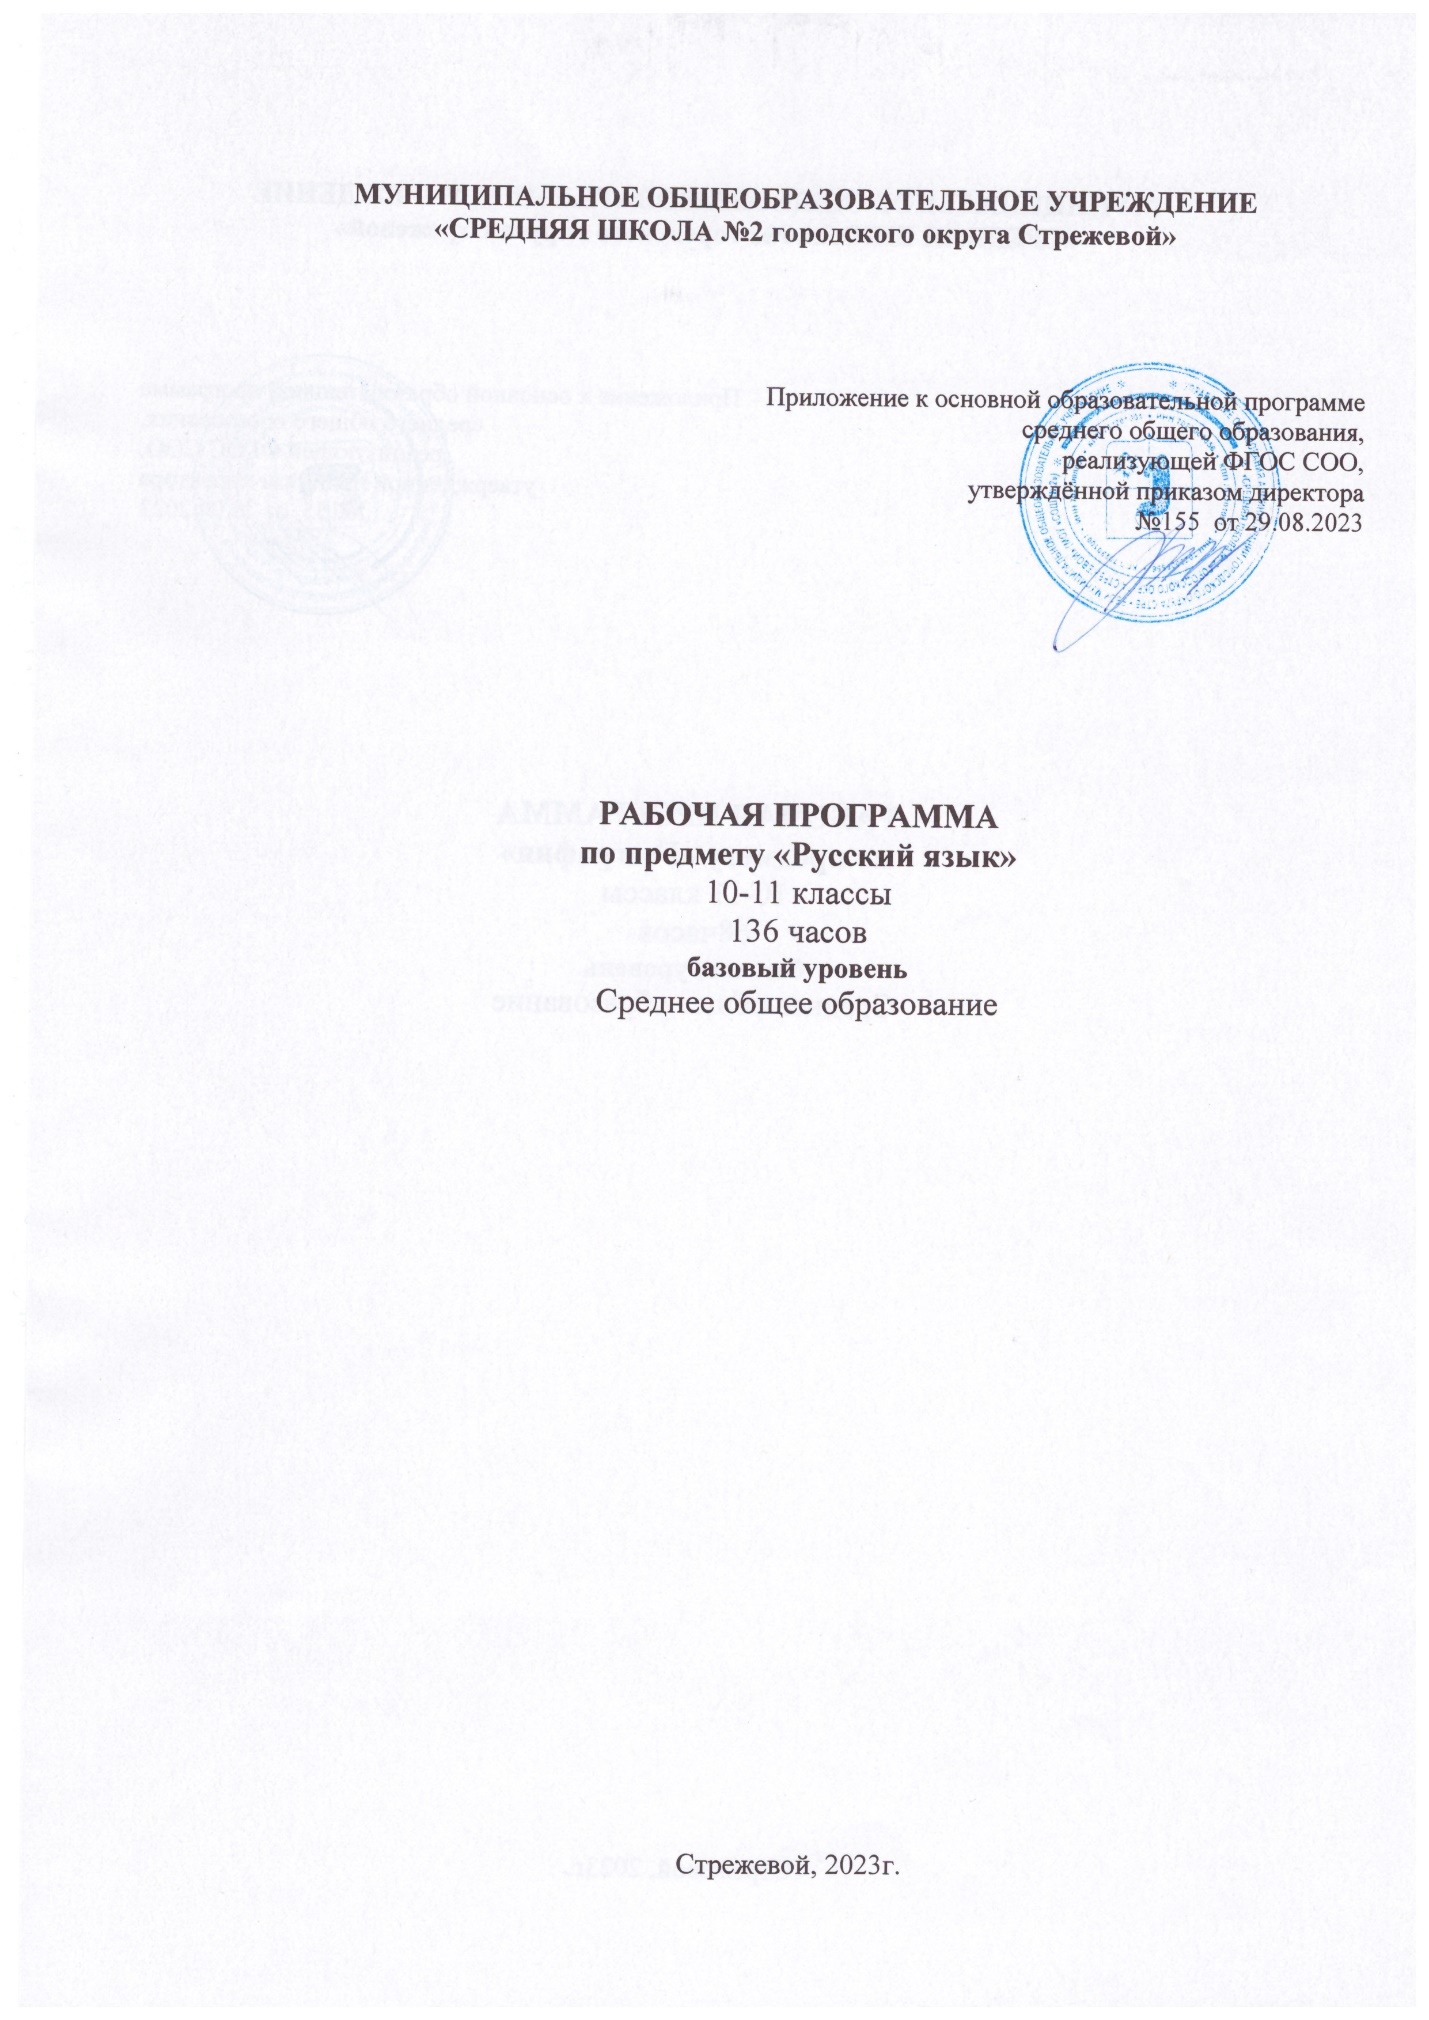 МУНИЦИПАЛЬНОЕ ОБЩЕОБРАЗОВАТЕЛЬНОЕ УЧРЕЖДЕНИЕ
«СРЕДНЯЯ ШКОЛА №2 городского округа Стрежевой»
Приложение к основной образовательной программе
среднего общего образования,
реализующей ФГОС СОО,
утверждённой приказом директора
№155 от 29.08.2023
РАБОЧАЯ ПРОГРАММА
по предмету «Русский язык»
10-11 классы
136 часов
базовый уровень
Среднее общее образование
Стрежевой, 2023г.